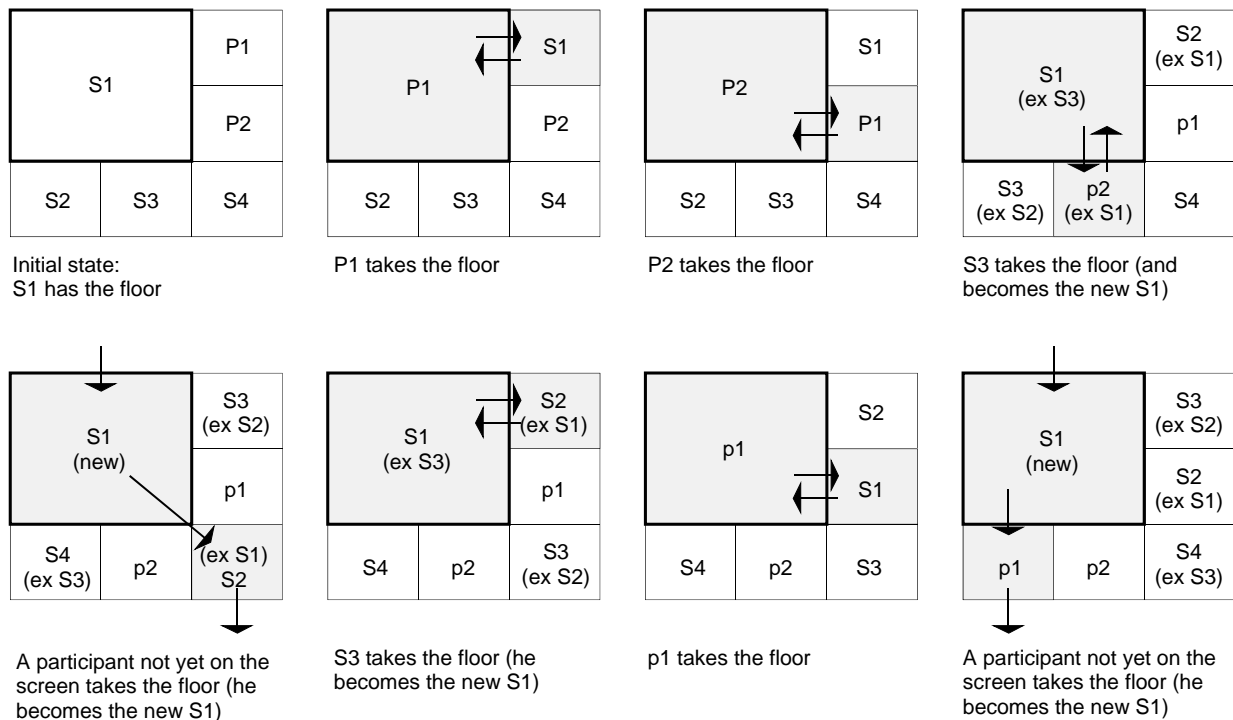 S1
P1
P2
S2
S3
S4
Initial state:
S1 has the floor
P1
S1
P2
S2
S3
S4
P1 takes the floor
P2
S1
P1
S2
S3
S4
P2 takes the floor
S1
(ex S3)
S2
(ex S1)
p1
S3
(ex S2)
p2
(ex S1)
S4
S3 takes the floor (and
becomes the new S1)
S1
(new)
S3
(ex S2)
p1
S4
(ex S3)
p2
(ex S1)
S2
A participant not yet on the
screen takes the floor (he
becomes the new S1)
S1
(ex S3)
S2
(ex S1)
p1
S4
p2
S3
(ex S2)
S3 takes the floor (he
becomes the new S1)
p1
S2
S1
S4
p2
S3
p1 takes the floor
S1
(new)
S3
(ex S2)
S2
(ex S1)
p1
p2
S4
(ex S3)
A participant not yet on the
screen takes the floor (he
becomes the new S1)